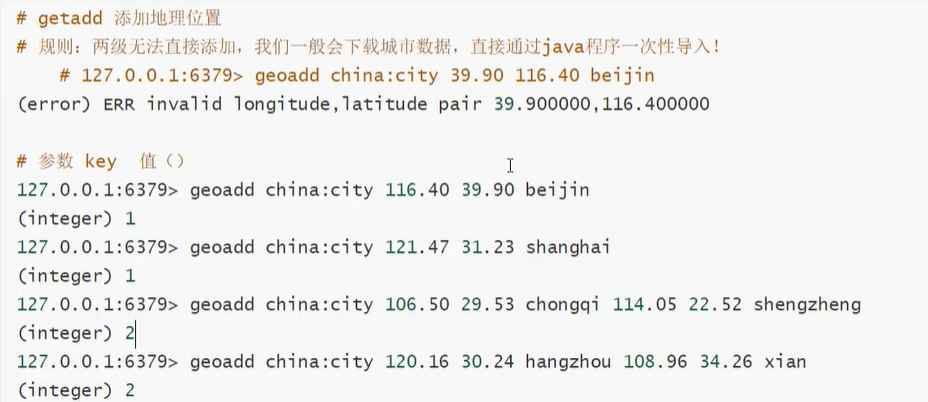 # getadd 添加地理位置
# 规则：两级无法直接添加，我们一般会下载城市数据，直接通过java程序一次性导入！
# 127.0.0.1:6379> geoadd china:city 39.90 116.40 beijin
(error) ERR invalid longitude,latitude pair 39.900000,116.400000
# 参数 key 值（）
127.0.0.1:6379> geoadd china:city 116.40 39.90 beijin
(integer) 1
127.0.0.1:6379> geoadd china:city 121.47 31.23 shanghai
(integer) 1
127.0.0.1:6379> geoadd china:city 106.50 29.53 chongqi 114.05 22.52 shengzheng
(integer) 2
127.0.0.1:6379> geoadd china:city 120.16 30.24 hangzhou 108.96 34.26 xian
(integer) 2